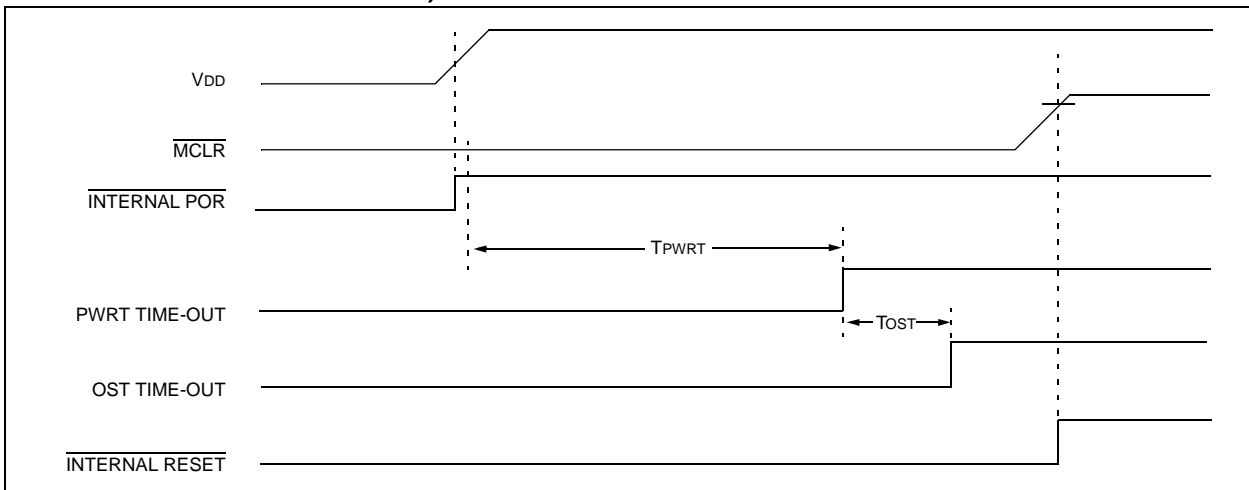 VDD
MCLR
INTERNAL POR
TPWRT
PWRT TIME-OUT
TOST
OST TIME-OUT
INTERNAL RESET